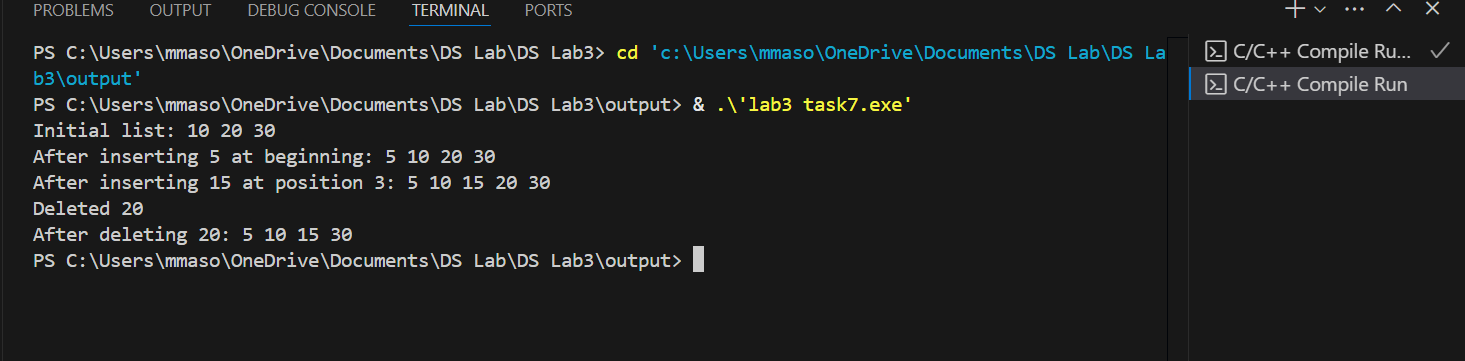 PROBLEMS OUTPUT DEBUG CONSOLE TERMINAL PORTS
PS C:\Users\mmaso\OneDrive\Documents\DS Lab\DS Lab3> cd 'c:\Users\mmaso\OneDrive\Documents\DS Lab\DS La
b3\output'
PS C:\Users\mmaso\OneDrive\Documents\DS Lab\DS Lab3\output> & .\'lab3 task7.exe'
Initial list: 10 20 30
After inserting 5 at beginning: 5 10 20 30
After inserting 15 at position 3: 5 10 15 20 30
Deleted 20
After deleting 20: 5 10 15 30
PS C:\Users\mmaso\OneDrive\Documents\DS Lab\DS Lab3\output>
C/C++ Compile Ru...
C/C++ Compile Run